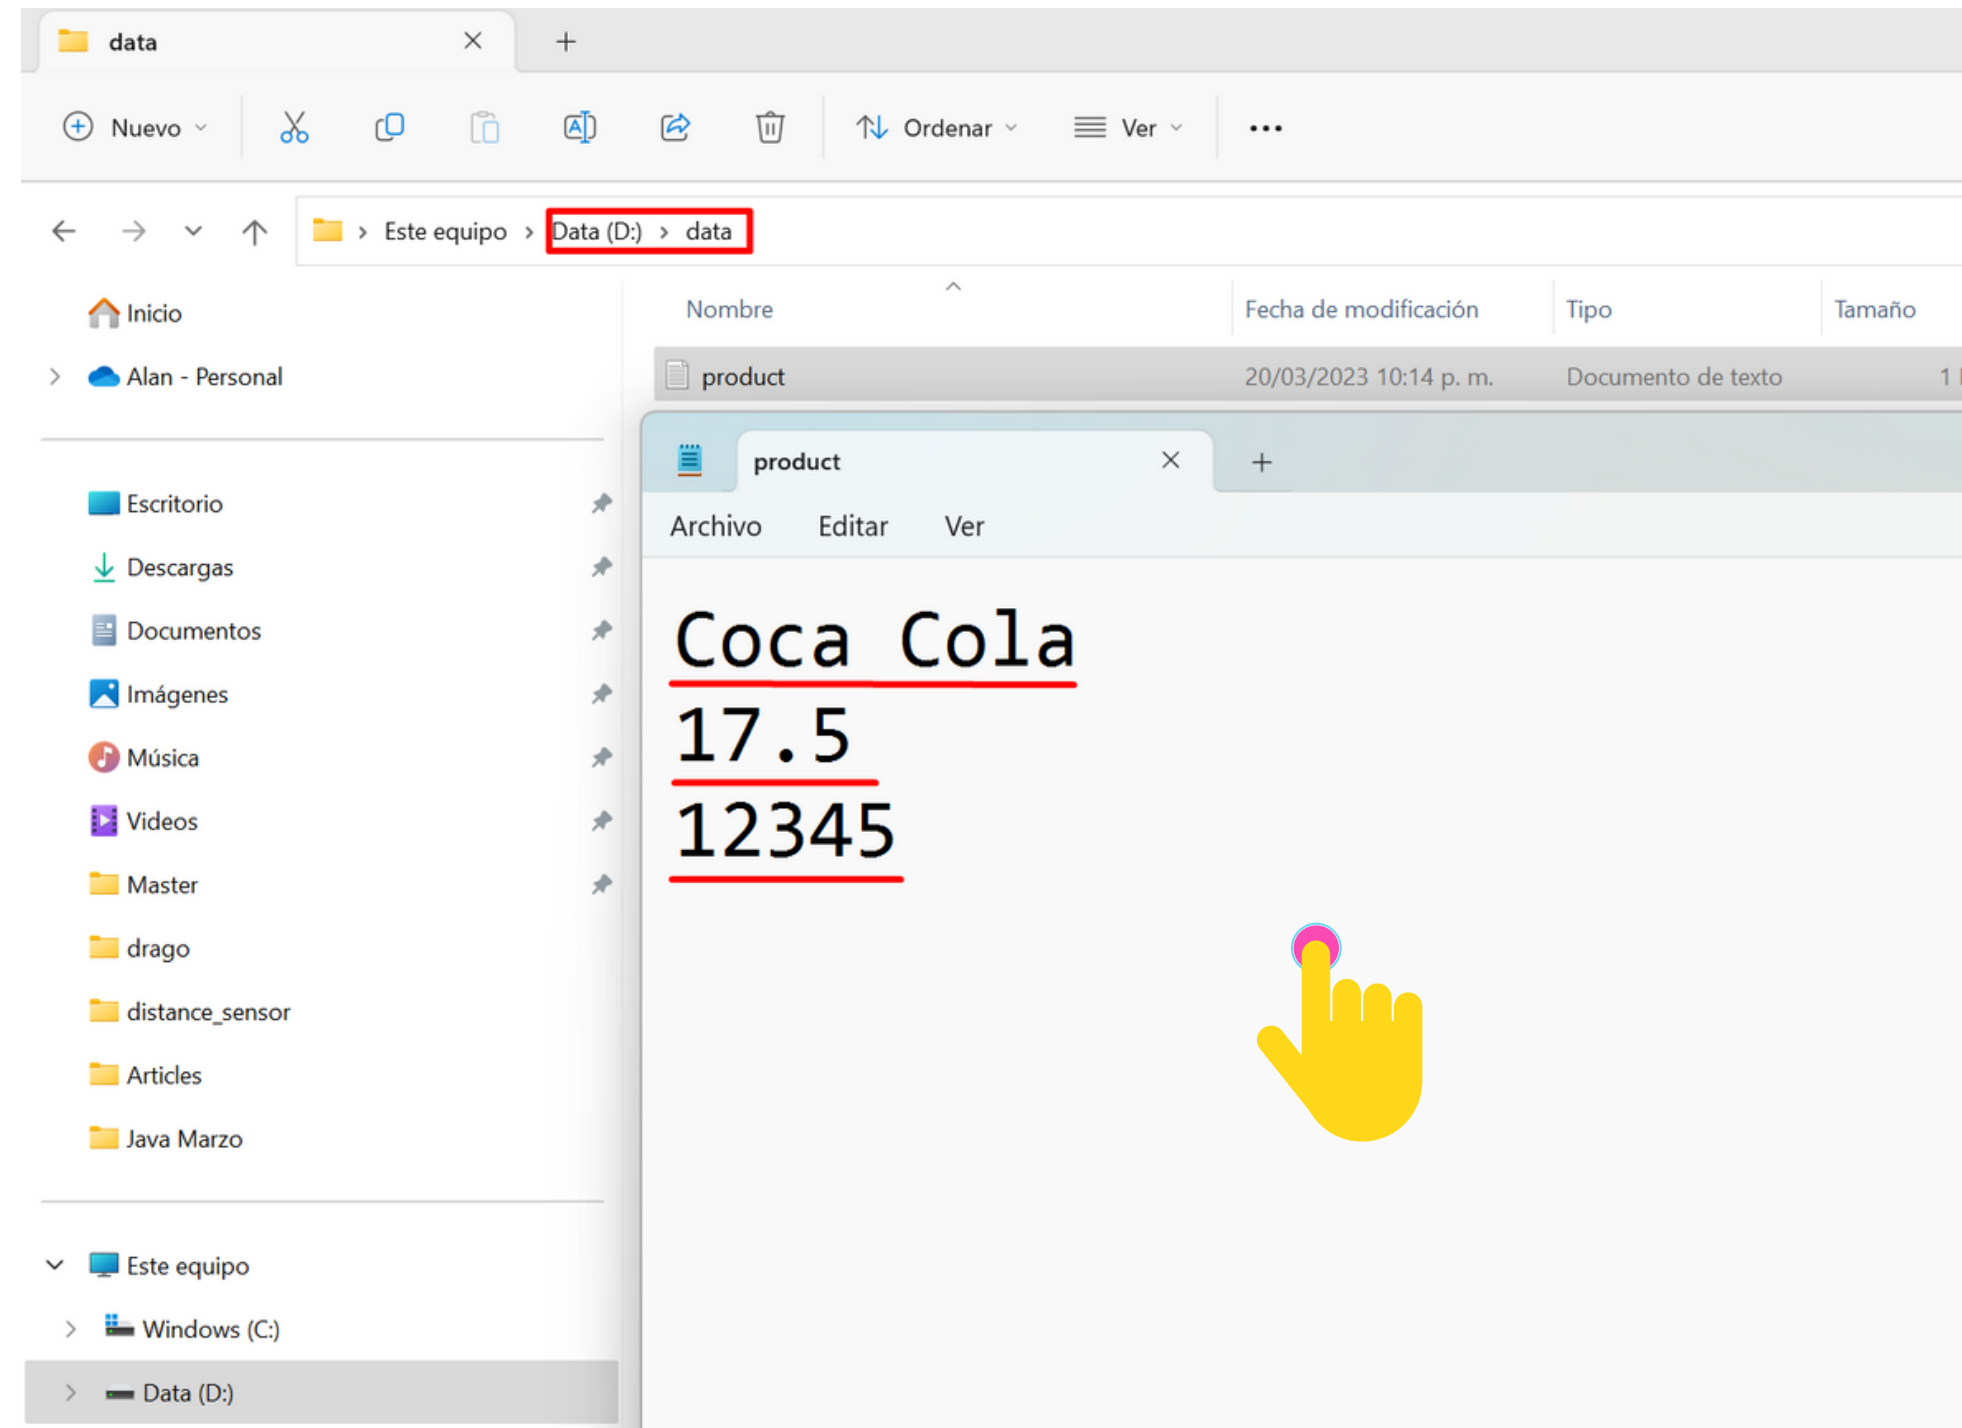 data
Nuevo
Ordenar
Ver
Este equipo > Data (D:) > data
Nombre
Fecha de modificación
Tipo
Tamaño
product
20/03/2023 10:14 p. m.
Documento de texto
1
Inicio
Alan - Personal
Escritorio
Descargas
Documentos
Imágenes
Música
Videos
Master
drago
distance_sensor
Articles
Java Marzo
Este equipo
Windows (C:)
Data (D:)
product
Archivo Editar Ver
Coca Cola
17.5
12345